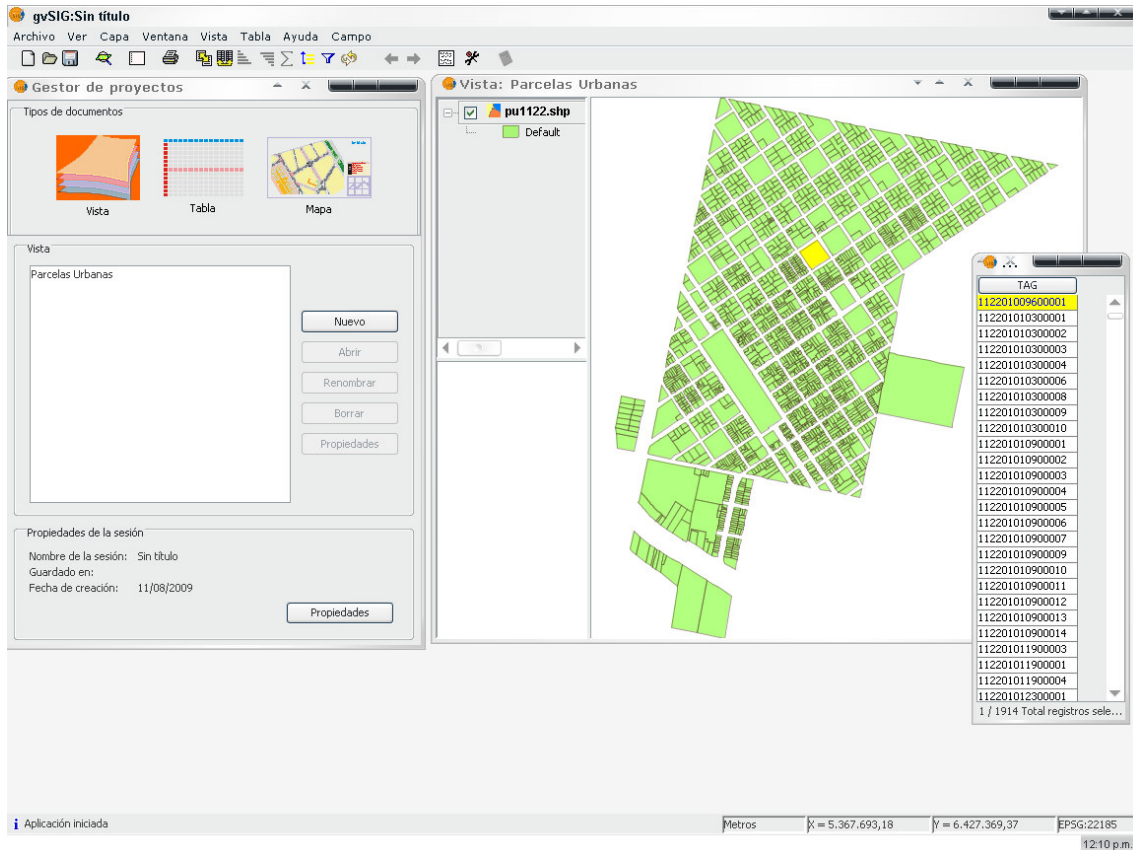 gvSIG:Sin título
Archivo Ver Capa Ventana Vista Tabla Ayuda Campo
Gestor de proyectos
Tipos de documentos
Vista
Tabla
Mapa
Vista
Parcelas Urbanas
Nuevo
Abrir
Renombrar
Borrar
Propiedades
Propiedades de la sesión
Nombre de la sesión: Sin título
Guardado en:
Fecha de creación: 11/08/2009
Propiedades
Vista: Parcelas Urbanas
pu1122.shp
Default
TAG
112201009600001
112201010300001
112201010300002
112201010300003
112201010300004
112201010300006
112201010300008
112201010300009
112201010300010
112201010900001
112201010900002
112201010900003
112201010900004
112201010900005
112201010900006
112201010900007
112201010900009
112201010900010
112201010900011
112201010900012
112201010900013
112201010900014
112201011900003
112201011900001
112201011900004
112201012300001
1 / 1914 Total registros sele...
Aplicación iniciada
Metros
X = 5.367.693,18
Y = 6.427.369,37
EPSG:22185
12:10 p.m.